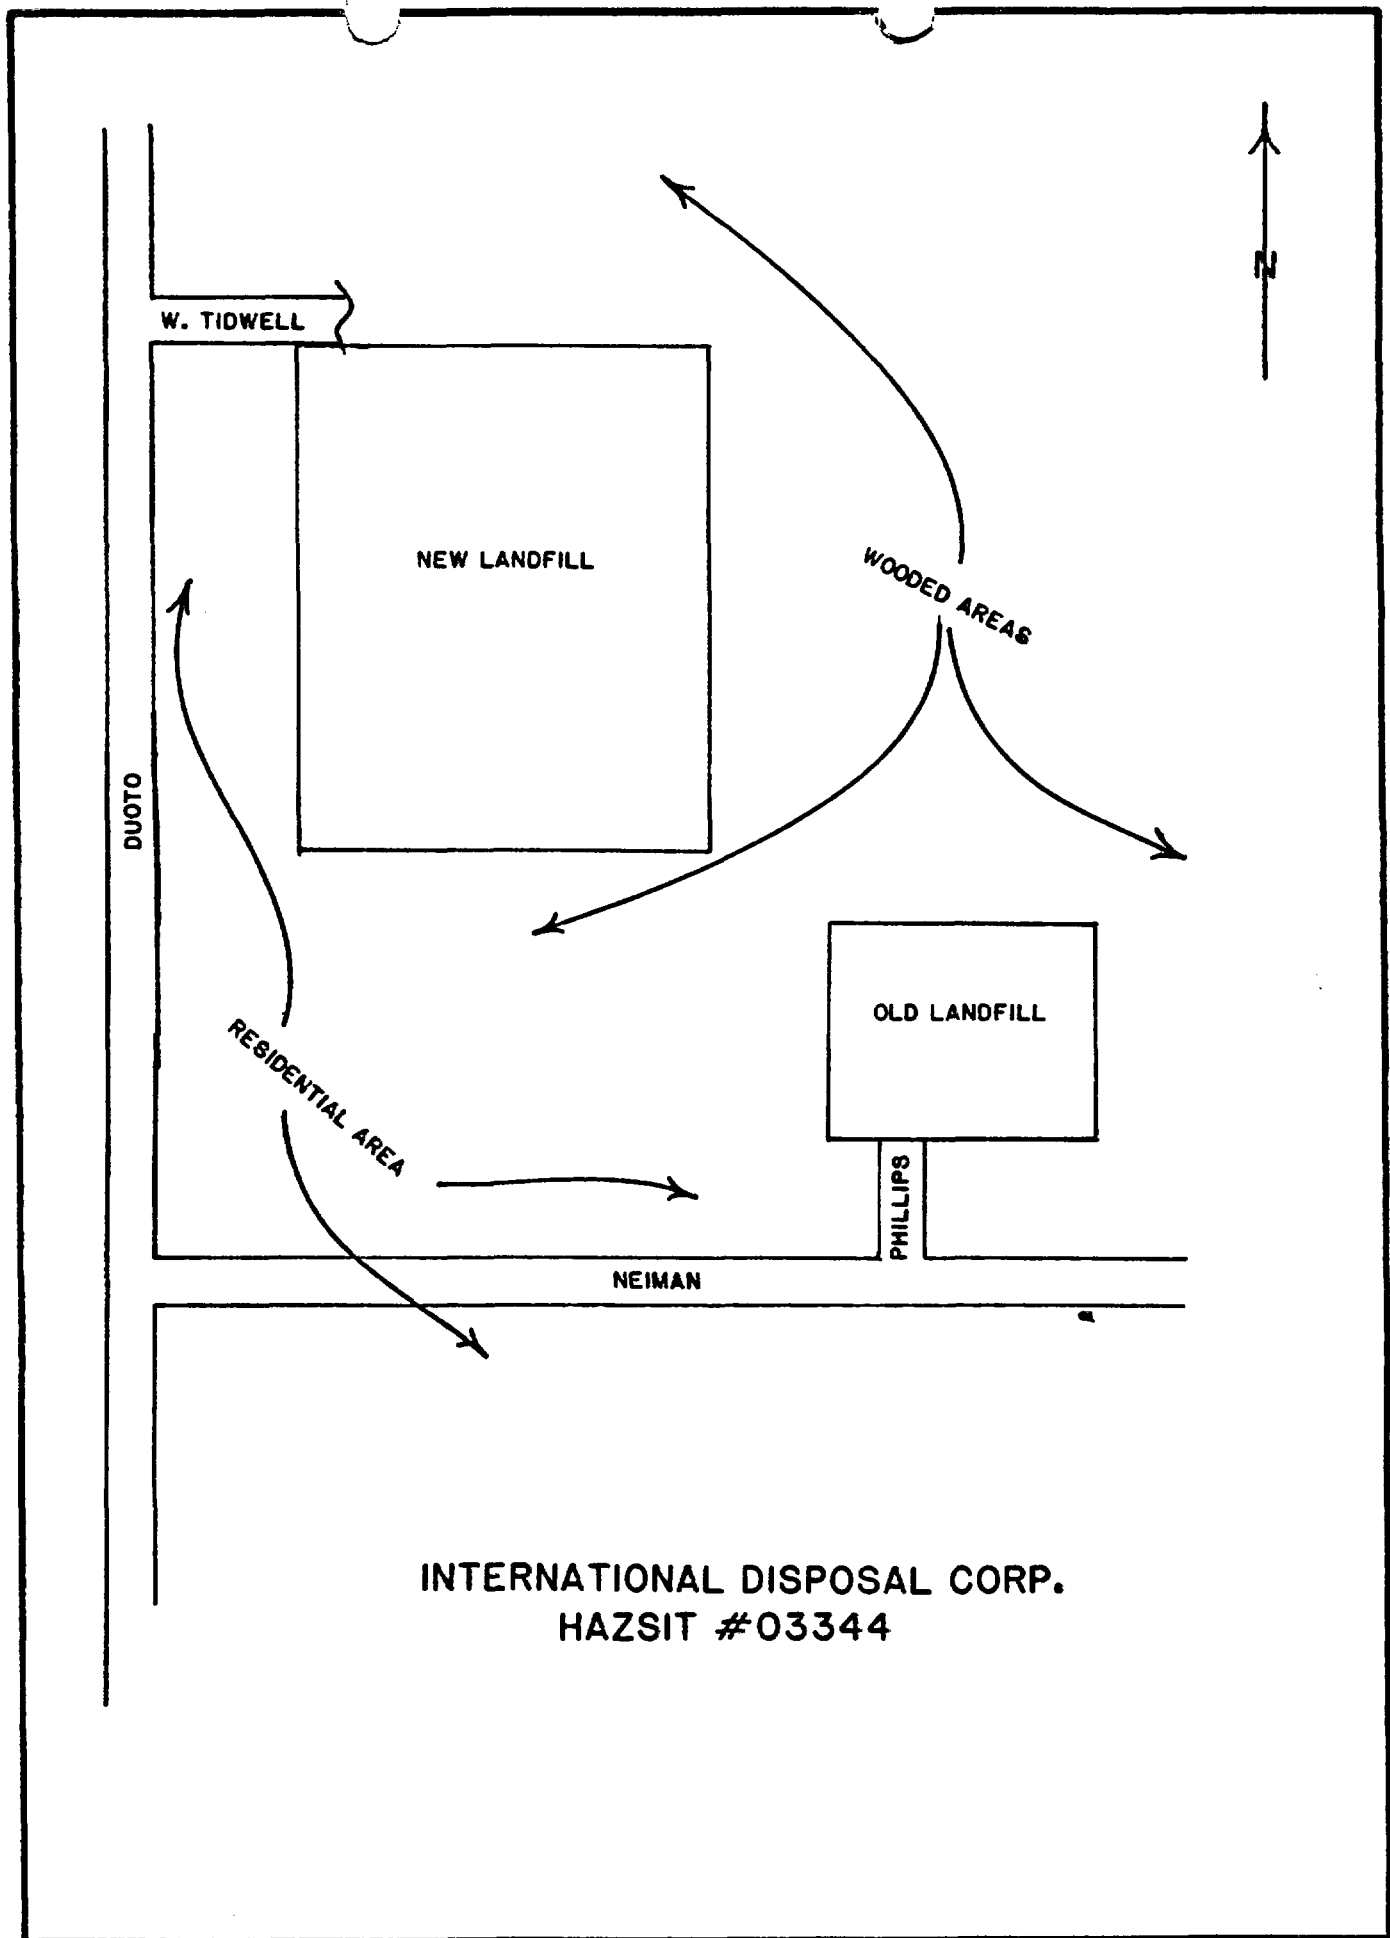 N
W. TIDWELL
NEW LANDFILL
WOODED AREAS
DUOTO
OLD LANDFILL
RESIDENTIAL AREA
PHILLIPS
NEIMAN
INTERNATIONAL DISPOSAL CORP.
HAZSIT #03344